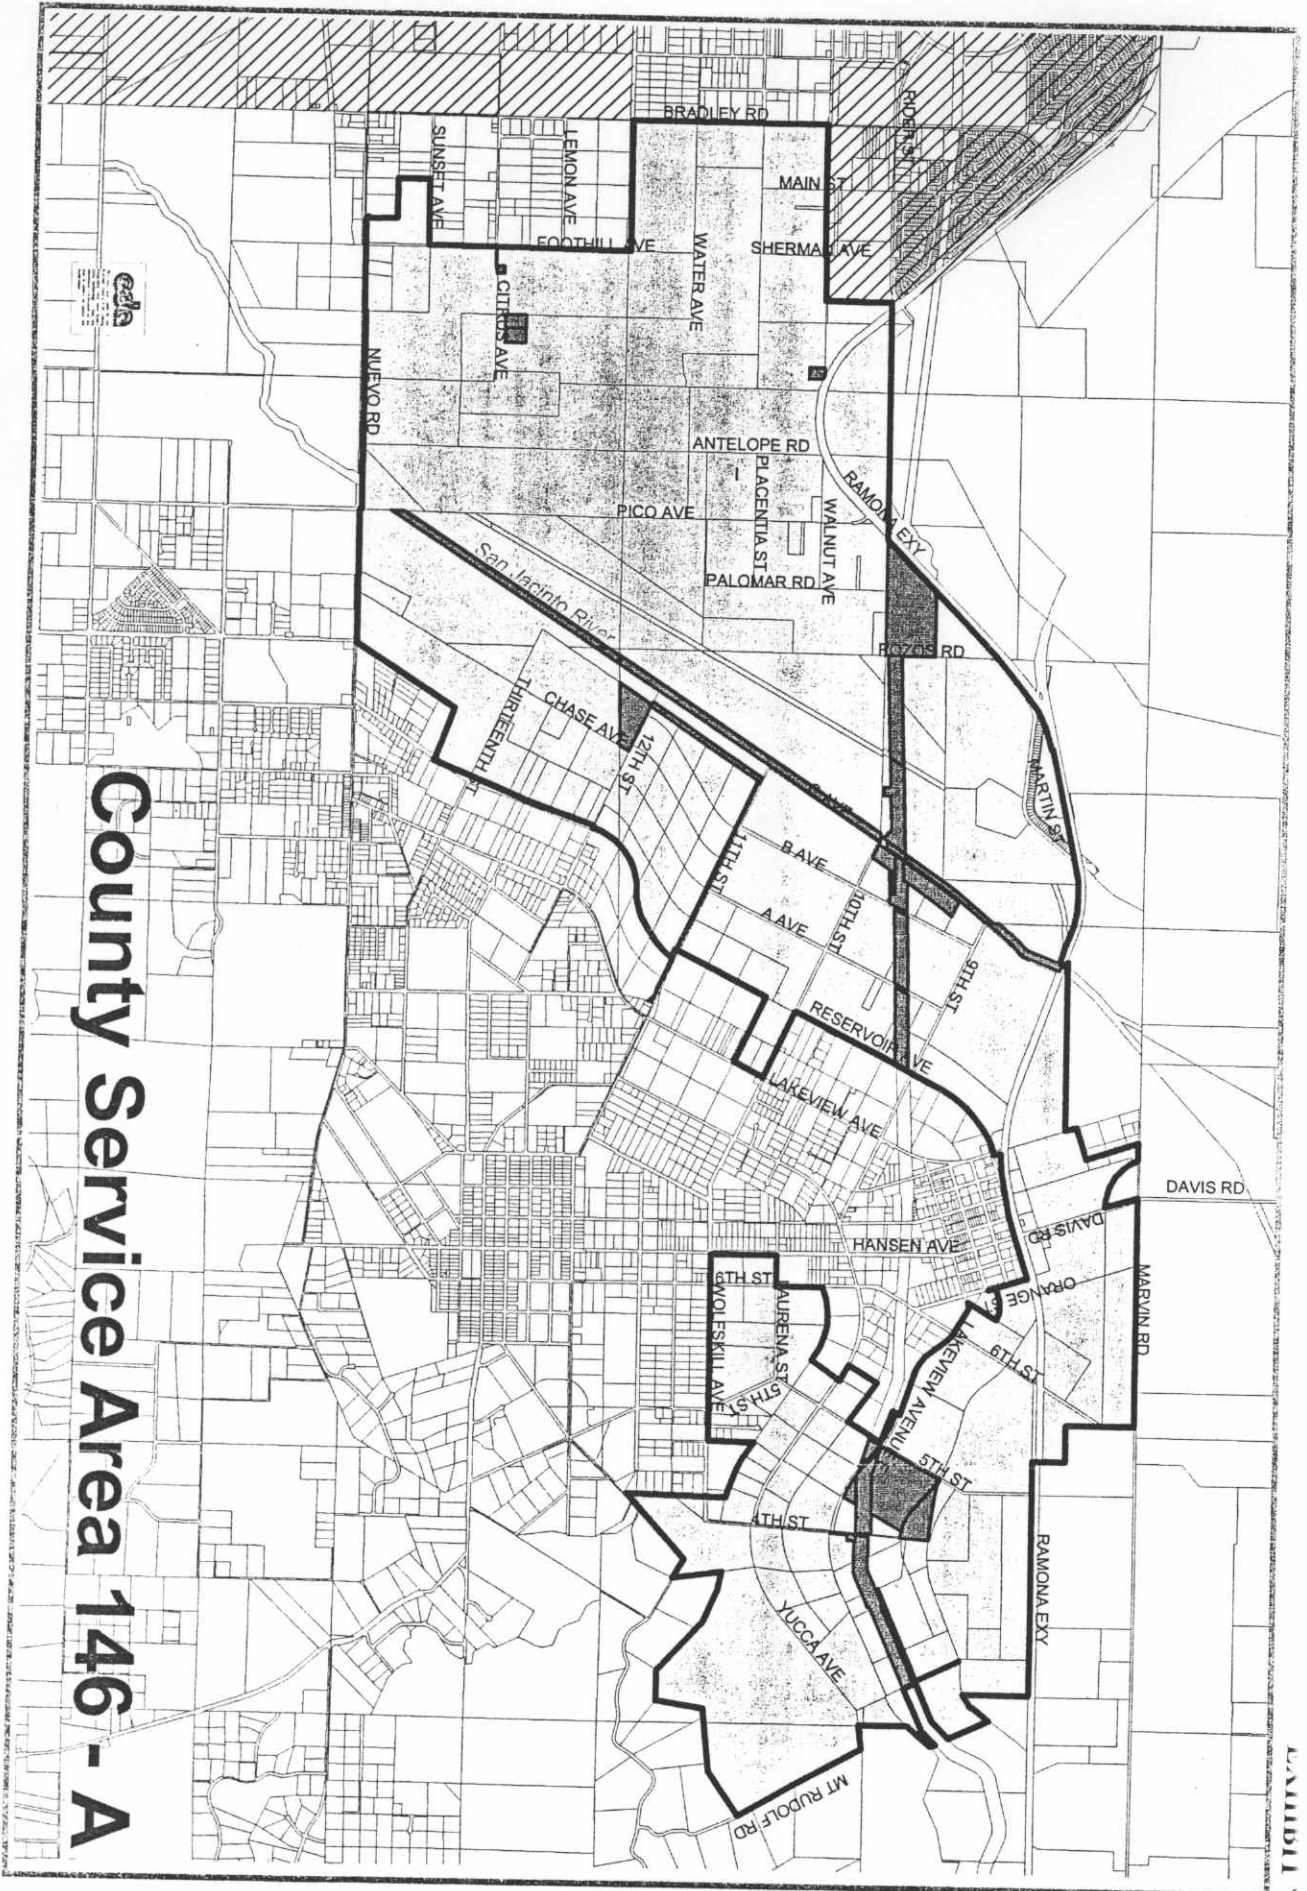 BRADLEY RD
RIDER ST
SUNSET AVE
LEMON AVE
MAIN ST
FOOTHILL AVE
WATER AVE
SHERMAN AVE
CITRUS AVE
NUEVO RD
ANTELOPE RD
PLACENTIA ST
WALNUT AVE
RAMONA EXY
PICO AVE
PALOMAR RD
San Jacinto River
POZOS RD
THIRTEENTH ST
CHASE AVE
12TH ST
MARTIN ST
11TH ST
B AVE
A AVE
10TH ST
9TH ST
RESERVOIR AVE
LAKEVIEW AVE
DAVIS RD
DAVIS RD
HANSEN AVE
ORANGE ST
MARVIN RD
6TH ST
WOLFSKILL AVE
LAURENA ST
5TH ST
LAKEVIEW AVENUE
6TH ST
5TH ST
4TH ST
RAMONA EXY
YUCCA AVE
MT RUDOLF RD
County Service Area 146 - A